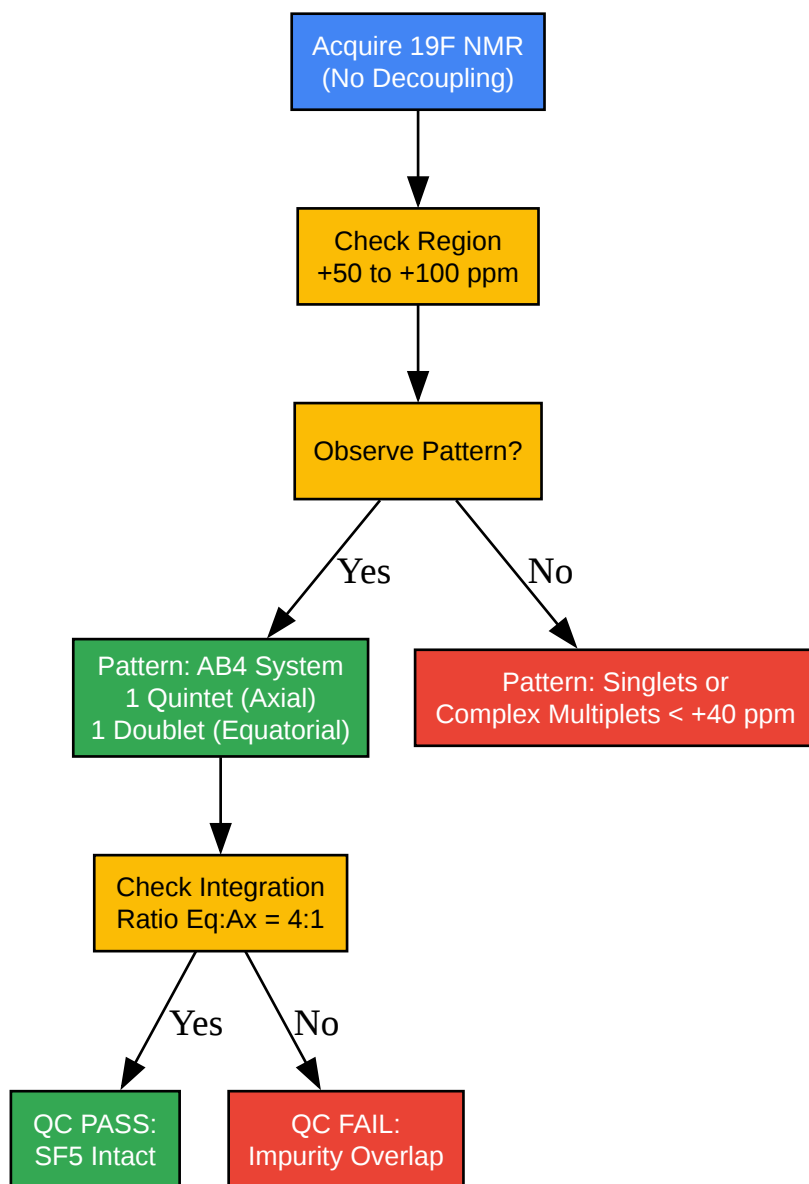 Acquire 19F NMR
(No Decoupling)
Check Region
+50 to +100 ppm
Observe Pattern?
Yes
No
Pattern: AB4 System
1 Quintet (Axial)
1 Doublet (Equatorial)
Pattern: Singlets or
Complex Multiplets < +40 ppm
Check Integration
Ratio Eq:Ax = 4:1
Yes
No
QC PASS:
SF5 Intact
QC FAIL:
Impurity Overlap